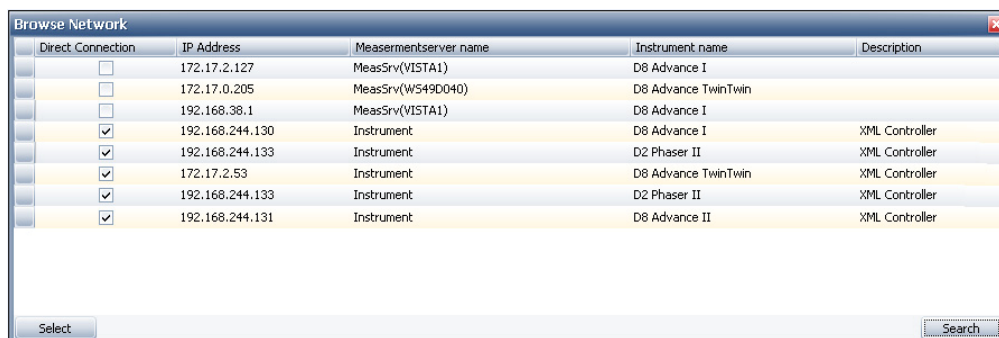 Browse Network
Direct Connection IP Address Measermentserver name Instrument name Description
172.17.2.127 MeasSrv(VISTA1) D8 Advance I
172.17.0.205 MeasSrv(WS49D040) D8 Advance TwinTwin
192.168.38.1 MeasSrv(VISTA1) D8 Advance I
192.168.244.130 Instrument D8 Advance I XML Controller
192.168.244.133 Instrument D2 Phaser II XML Controller
172.17.2.53 Instrument D8 Advance TwinTwin XML Controller
192.168.244.133 Instrument D2 Phaser II XML Controller
192.168.244.131 Instrument D8 Advance II XML Controller
Select Search